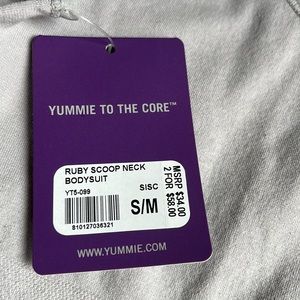 YUMMIE TO THE CORE™
RUBY SCOOP NECK
BODYSUIT
YT5-099
SISC
810127036321
S/M
MSRP $34.00
2 FOR $58.00
WWW.YUMMIE.COM